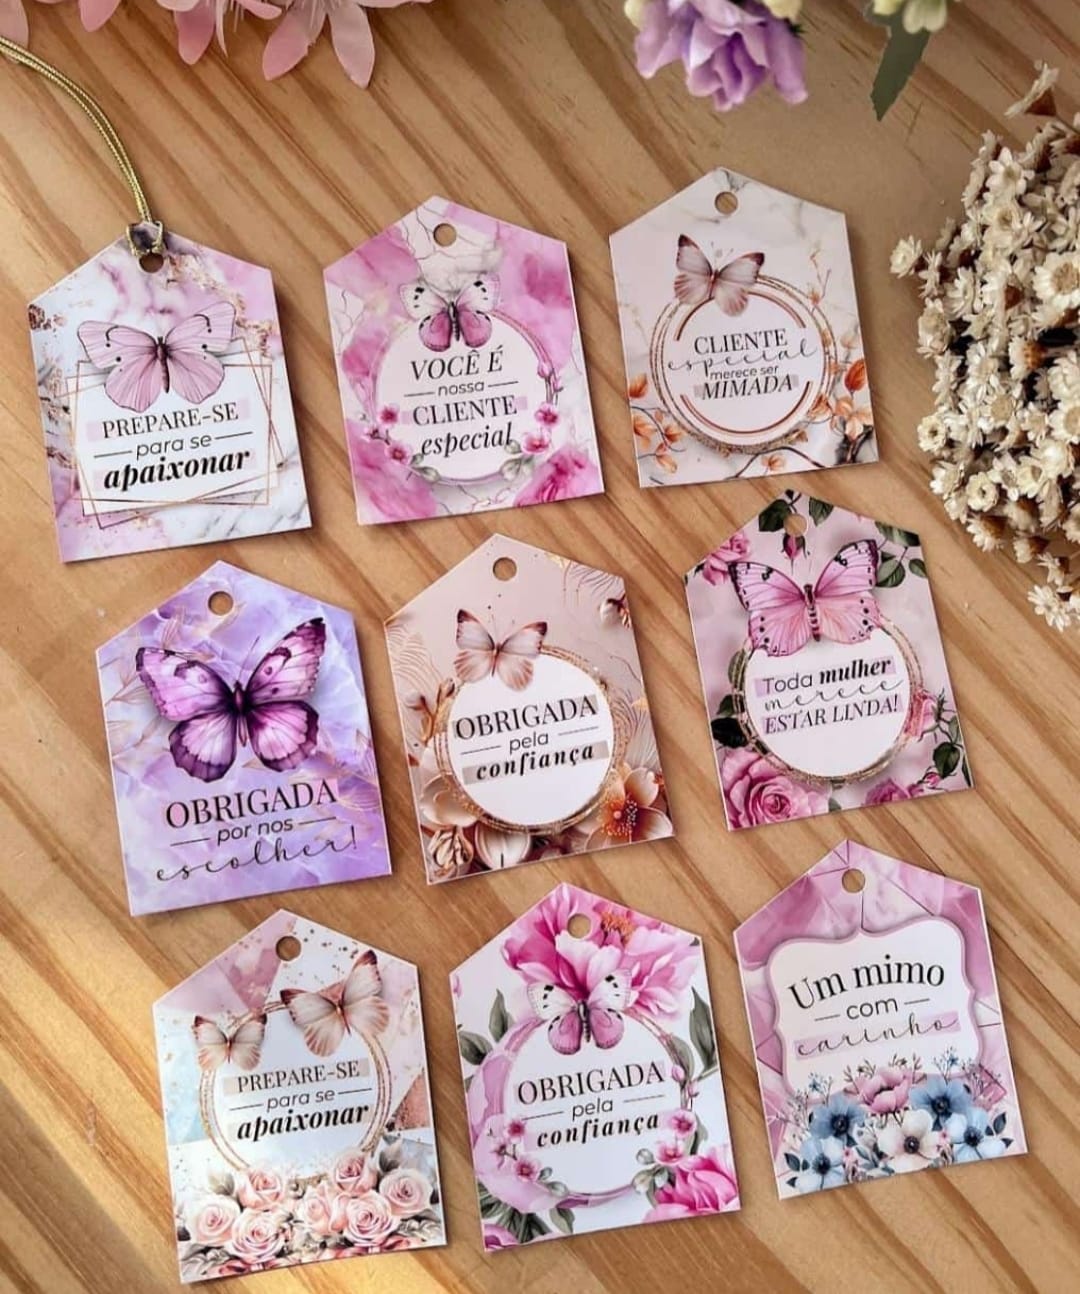 PREPARE-SE
para se
apaixonar
VOCÊ É
nossa
CLIENTE
especial
CLIENTE
especial
merece ser
MIMADA
OBRIGADA
por nos
escolher!
OBRIGADA
pela
confiança
Toda mulher
merece
ESTAR LINDA!
PREPARE-SE
para se
apaixonar
OBRIGADA
pela
confiança
Um mimo
com
carinho